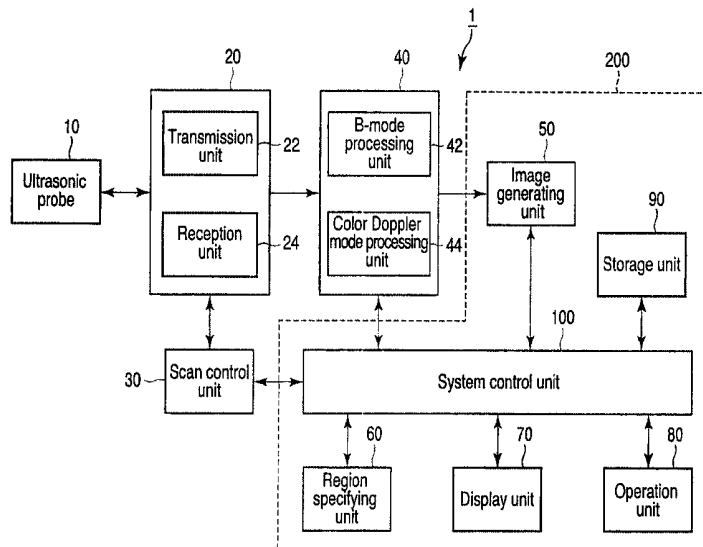 1
20
40
200
Transmission
unit
22
B-mode
processing
unit
42
10
Ultrasonic
probe
50
Image
generating
unit
Reception
unit
24
Color Doppler
mode processing
unit
44
90
Storage unit
100
30
Scan control
unit
System control unit
60
70
80
Region
specifying
unit
Display unit
Operation
unit